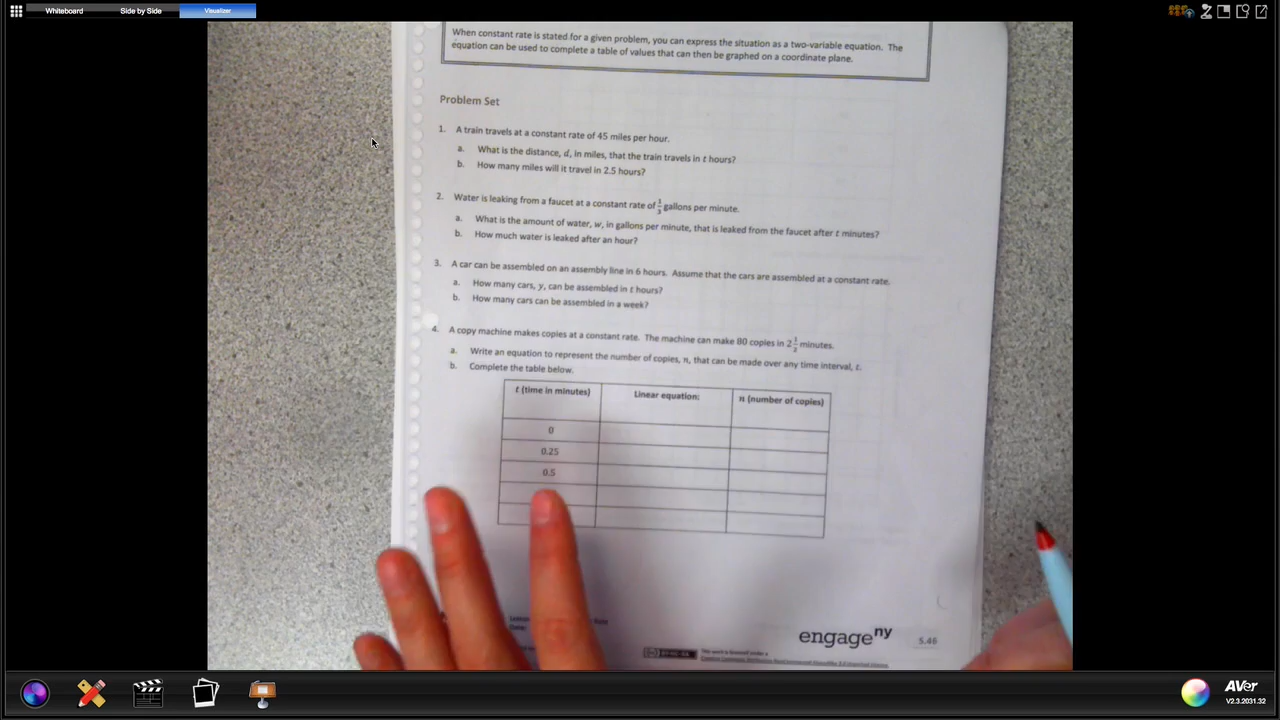 Whiteboard Side by Side Visualizer
When constant rate is stated for a given problem, you can express the situation as a two-variable equation. The
equation can be used to complete a table of values that can then be graphed on a coordinate plane.
Problem Set
1. A train travels at a constant rate of 45 miles per hour.
a. What is the distance, d, in miles, that the train travels in t hours?
b. How many miles will it travel in 2.5 hours?
2. Water is leaking from a faucet at a constant rate of 1/3 gallons per minute.
a. What is the amount of water, w, in gallons per minute, that is leaked from the faucet after t minutes?
b. How much water is leaked after an hour?
3. A car can be assembled on an assembly line in 6 hours. Assume that the cars are assembled at a constant rate.
a. How many cars, y, can be assembled in t hours?
b. How many cars can be assembled in a week?
4. A copy machine makes copies at a constant rate. The machine can make 80 copies in 2 1/2 minutes.
a. Write an equation to represent the number of copies, n, that can be made over any time interval, t.
b. Complete the table below.
t (time in minutes) Linear equation: n (number of copies)
0
0.25
0.5
engageny S.46
AVer
V2.3.2031.32